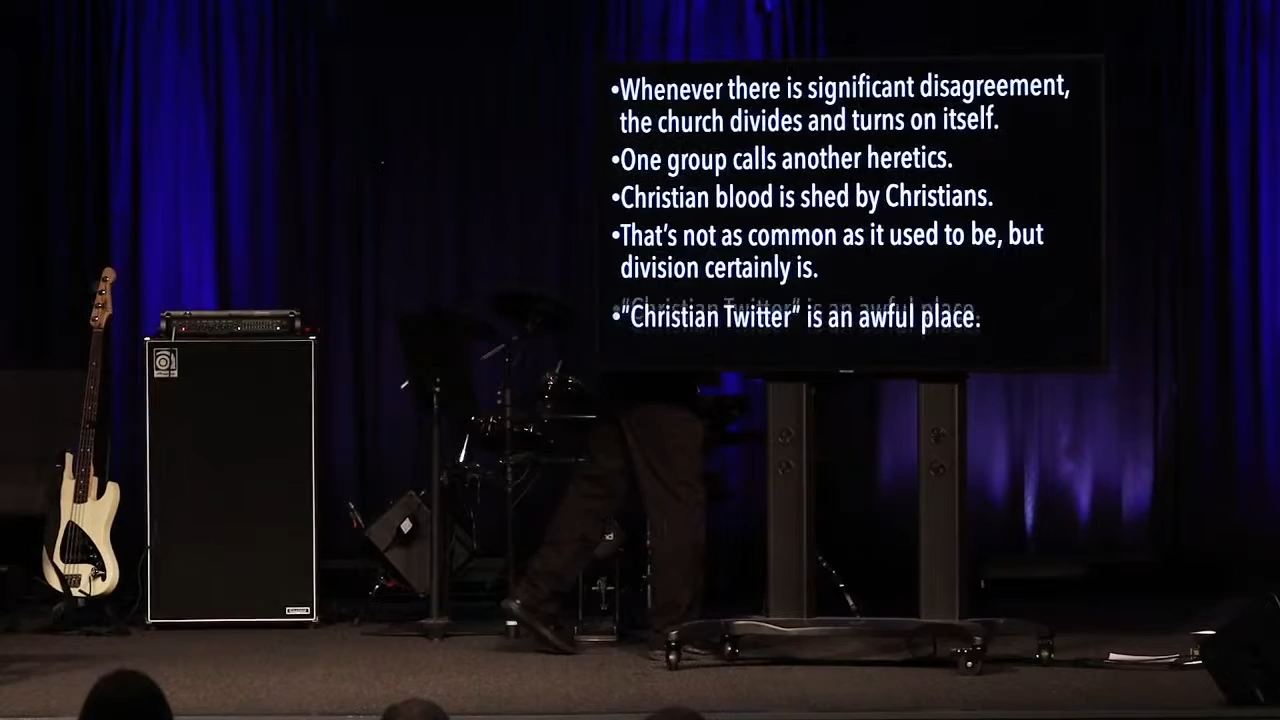 •Whenever there is significant disagreement,
the church divides and turns on itself.
•One group calls another heretics.
•Christian blood is shed by Christians.
•That's not as common as it used to be, but
division certainly is.
•"Christian Twitter" is an awful place.